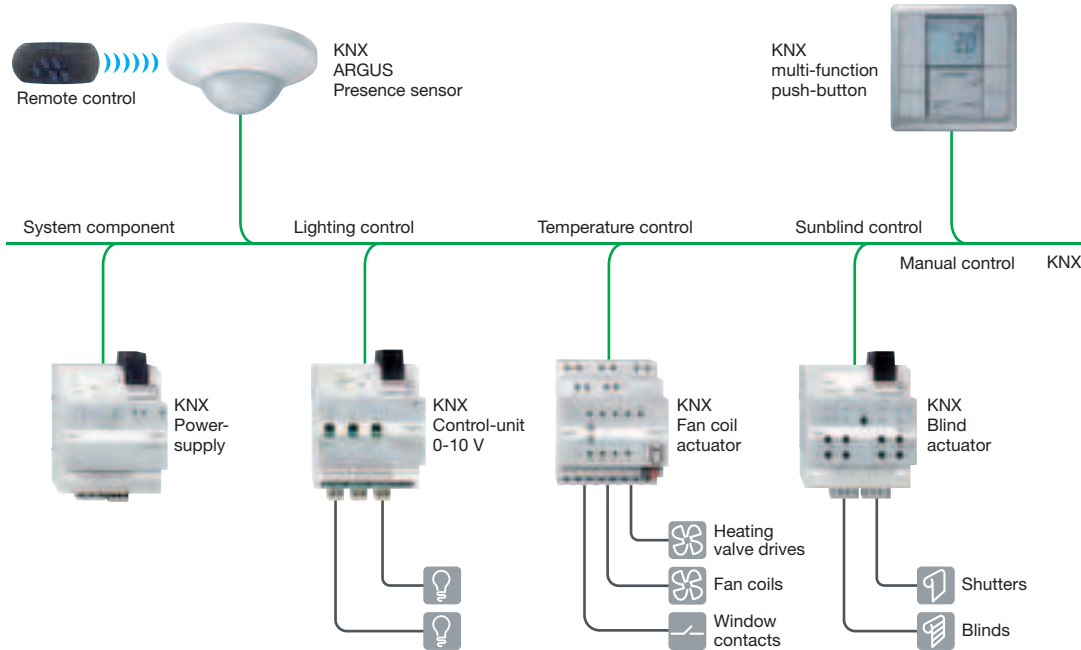 KNX
ARGUS
Presence sensor
Remote control
KNX
multi-function
push-button
System component
Lighting control
Temperature control
Sunblind control
Manual control
KNX
KNX
Power-
supply
KNX
Control-unit
0-10 V
KNX
Fan coil
actuator
KNX
Blind
actuator
Heating
valve drives
Fan coils
Window
contacts
Shutters
Blinds